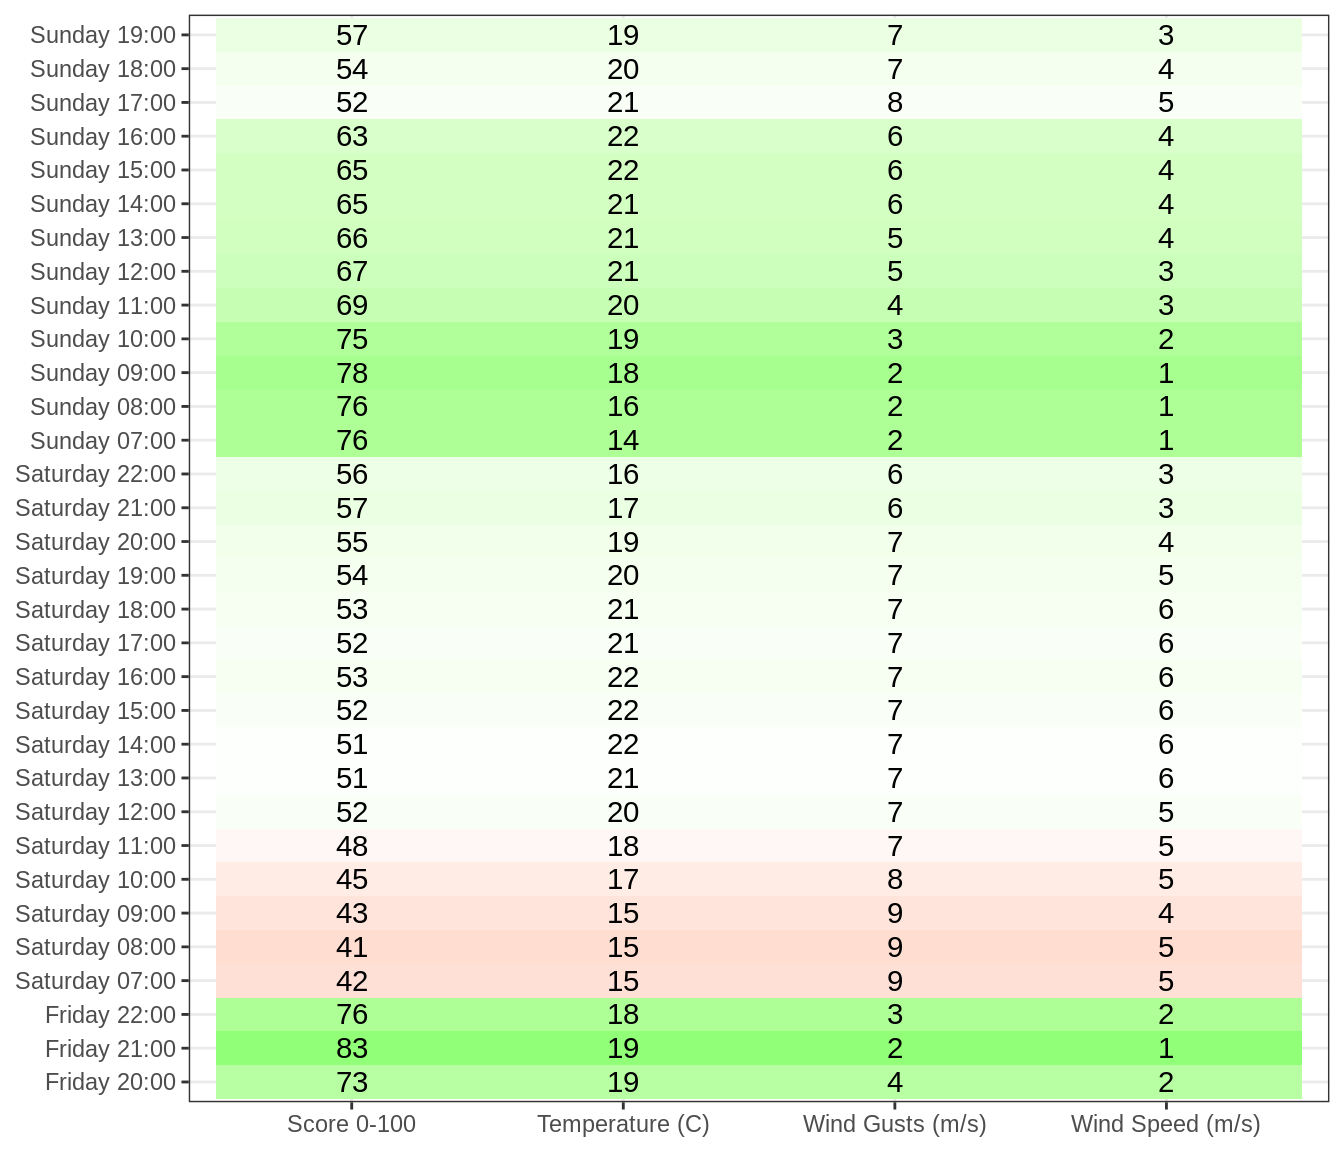 Sunday 19:00 57 19 7 3
Sunday 18:00 54 20 7 4
Sunday 17:00 52 21 8 5
Sunday 16:00 63 22 6 4
Sunday 15:00 65 22 6 4
Sunday 14:00 65 21 6 4
Sunday 13:00 66 21 5 4
Sunday 12:00 67 21 5 3
Sunday 11:00 69 20 4 3
Sunday 10:00 75 19 3 2
Sunday 09:00 78 18 2 1
Sunday 08:00 76 16 2 1
Sunday 07:00 76 14 2 1
Saturday 22:00 56 16 6 3
Saturday 21:00 57 17 6 3
Saturday 20:00 55 19 7 4
Saturday 19:00 54 20 7 5
Saturday 18:00 53 21 7 6
Saturday 17:00 52 21 7 6
Saturday 16:00 53 22 7 6
Saturday 15:00 52 22 7 6
Saturday 14:00 51 22 7 6
Saturday 13:00 51 21 7 6
Saturday 12:00 52 20 7 5
Saturday 11:00 48 18 7 5
Saturday 10:00 45 17 8 5
Saturday 09:00 43 15 9 4
Saturday 08:00 41 15 9 5
Saturday 07:00 42 15 9 5
Friday 22:00 76 18 3 2
Friday 21:00 83 19 2 1
Friday 20:00 73 19 4 2
Score 0-100 Temperature (C) Wind Gusts (m/s) Wind Speed (m/s)